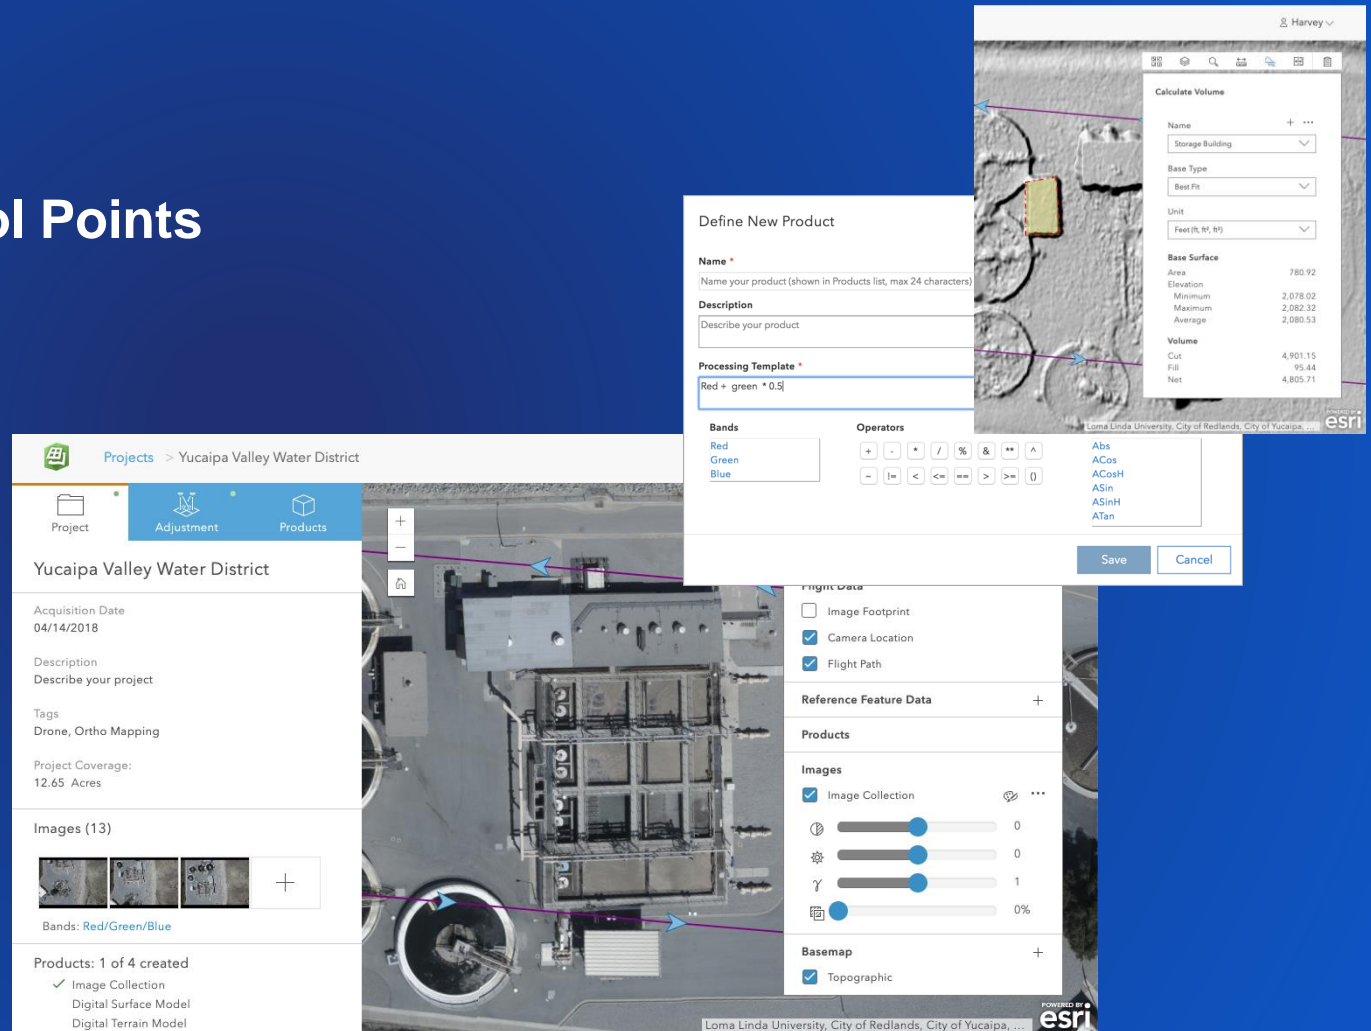 ol Points
Harvey
Calculate Volume
Name
Storage Building
Base Type
Best Fit
Unit
Feet (ft, ft², ft³)
Base Surface
Area 780.92
Elevation
Minimum 2,078.02
Maximum 2,082.32
Average 2,080.53
Volume
Cut 4,901.15
Fill 95.44
Net 4,805.71
POWERED BY
esri
Loma Linda University, City of Redlands, City of Yucaipa, ...
Define New Product
Name *
Name your product (shown in Products list, max 24 characters)
Description
Describe your product
Processing Template *
Red + green * 0.5
Bands
Red
Green
Blue
Operators
+ - * / % & ** ^
~ != < <= == > >= ()
Abs
ACos
ACosH
ASin
ASinH
ATan
Save Cancel
Projects > Yucaipa Valley Water District
Project Adjustment Products
Yucaipa Valley Water District
Acquisition Date
04/14/2018
Description
Describe your project
Tags
Drone, Ortho Mapping
Project Coverage:
12.65 Acres
Images (13)
+
Bands: Red/Green/Blue
Products: 1 of 4 created
Image Collection
Digital Surface Model
Digital Terrain Model
+
−
Flight Data
Image Footprint
Camera Location
Flight Path
Reference Feature Data +
Products
Images
Image Collection ...
0
0
γ 1
0%
Basemap +
Topographic
POWERED BY
esri
Loma Linda University, City of Redlands, City of Yucaipa, ...